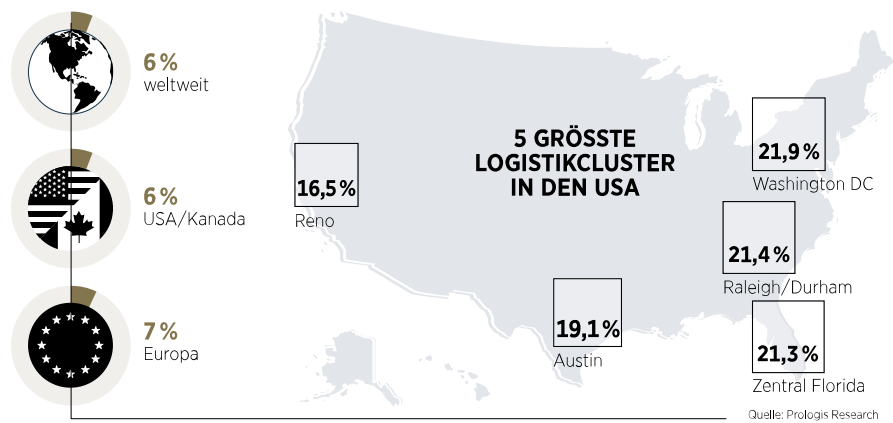 6 %
weltweit
6 %
USA/Kanada
7 %
Europa
5 GRÖSSTE
LOGISTIKCLUSTER
IN DEN USA
16,5 %
Reno
21,9 %
Washington DC
21,4 %
Raleigh/Durham
19,1 %
Austin
21,3 %
Zentral Florida
Quelle: Prologis Research